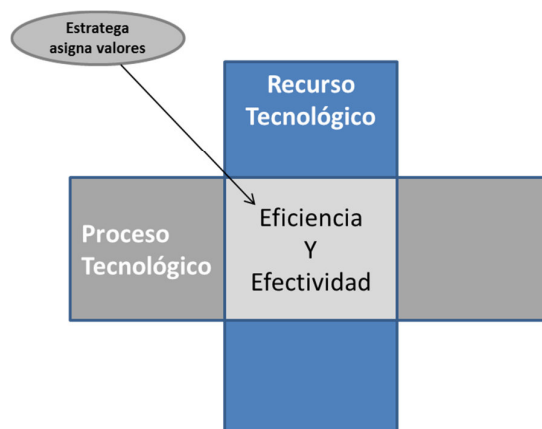 Estratega
asigna valores
Recurso
Tecnológico
Proceso
Tecnológico
Eficiencia
Y
Efectividad